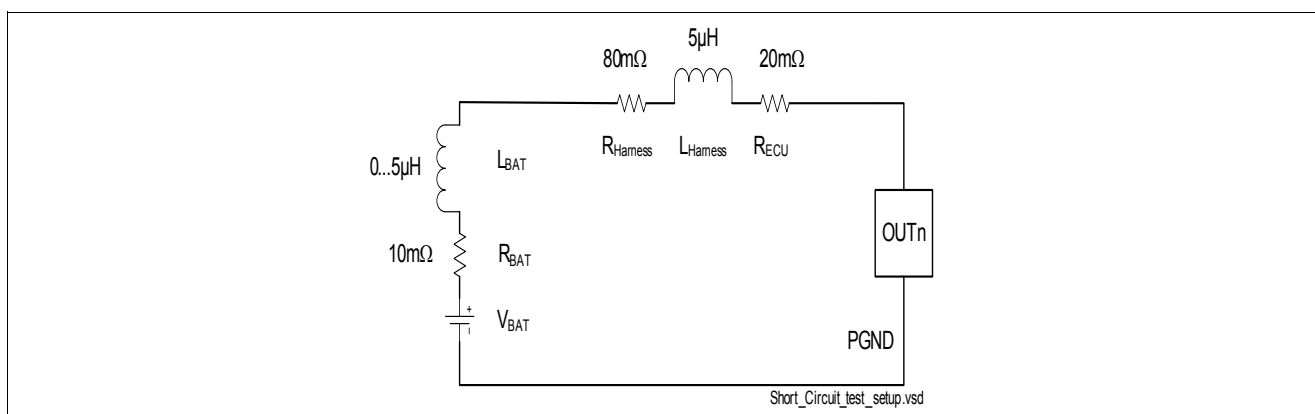 5µH
80mΩ 20mΩ
R_Harness L_Harness R_ECU
0...5µH L_BAT
OUTn
10mΩ R_BAT
+
- V_BAT
PGND
Short_Circuit_test_setup.vsd